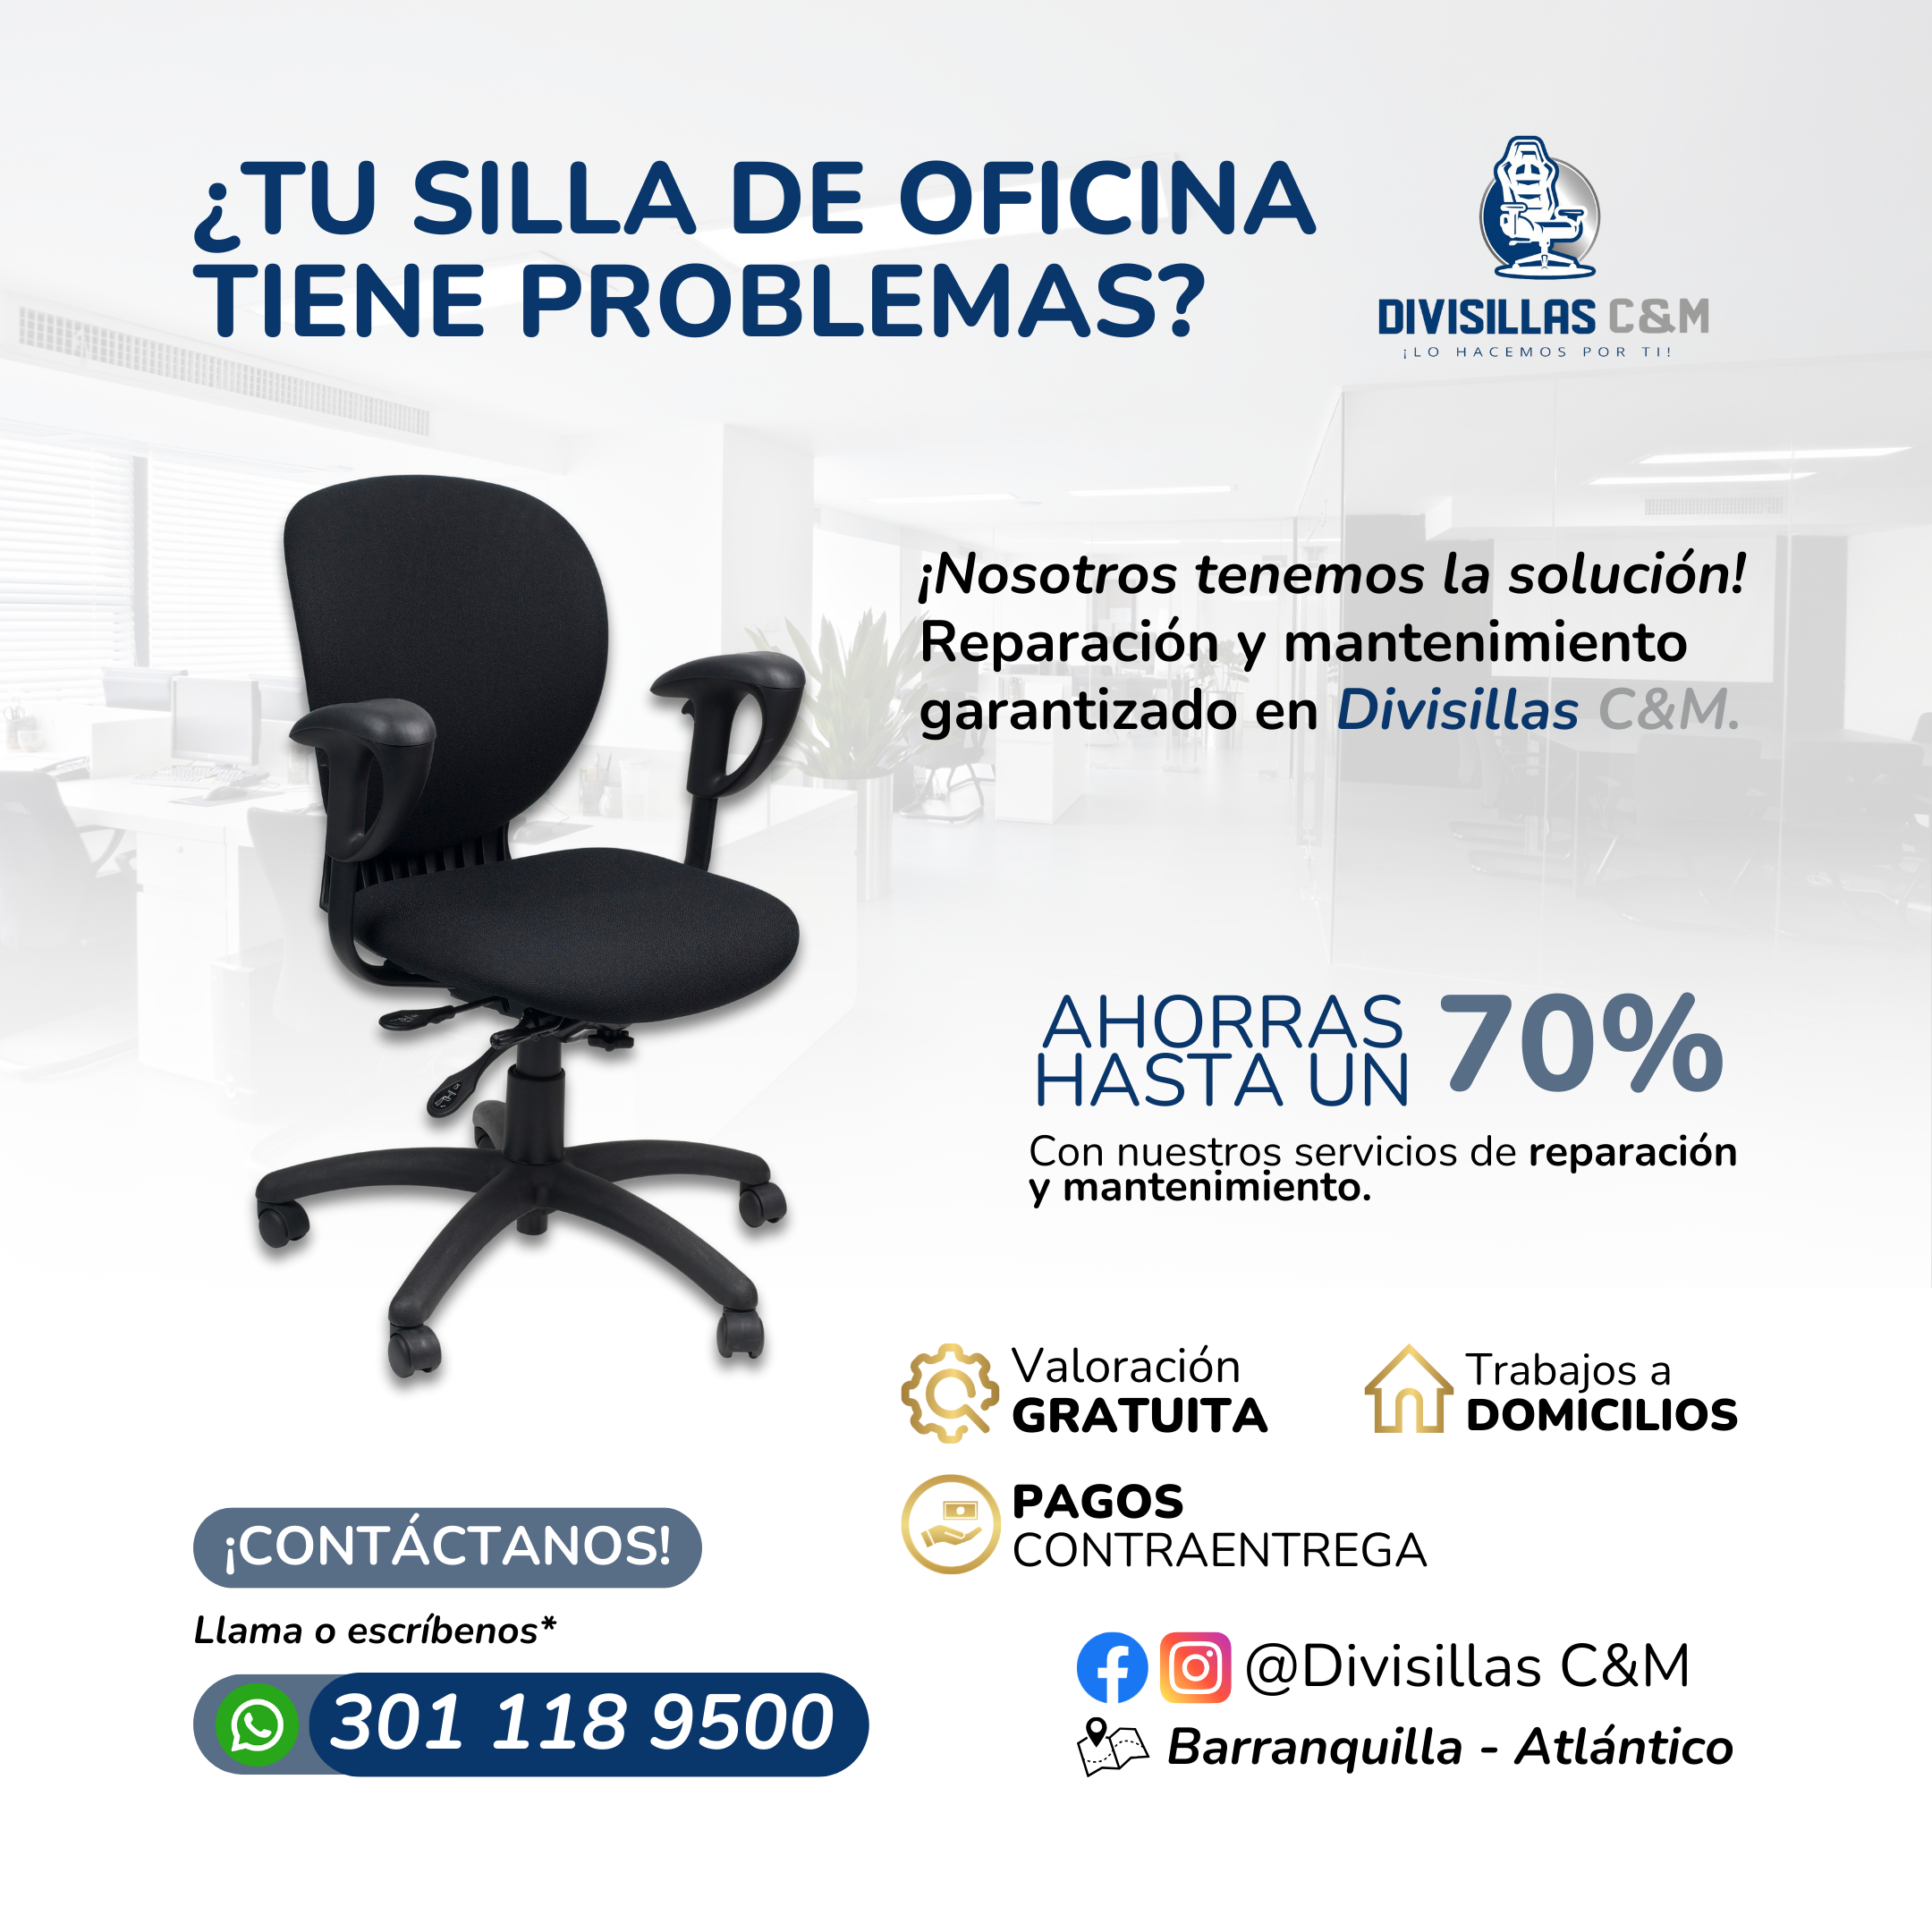 ¿TU SILLA DE OFICINA
TIENE PROBLEMAS?
DIVISILLAS C&M
¡LO HACEMOS POR TI!
¡Nosotros tenemos la solución!
Reparación y mantenimiento
garantizado en Divisillas C&M.
AHORRAS
HASTA UN
70%
Con nuestros servicios de reparación
y mantenimiento.
Valoración
GRATUITA
Trabajos a
DOMICILIOS
PAGOS
CONTRAENTREGA
¡CONTÁCTANOS!
Llama o escríbenos*
301 118 9500
@Divisillas C&M
Barranquilla - Atlántico